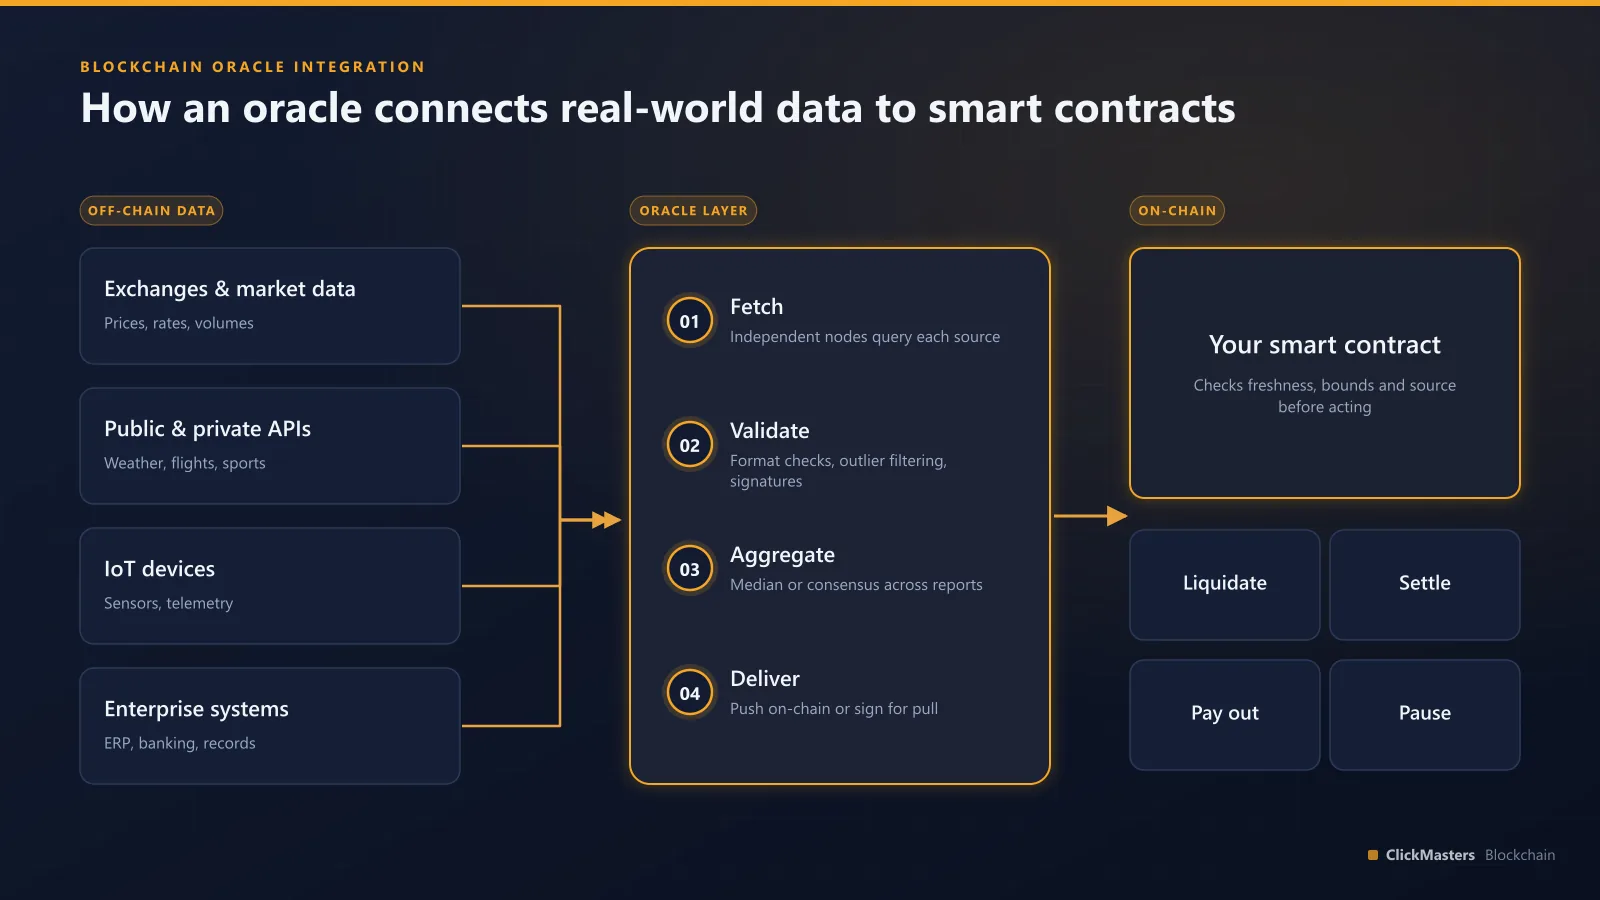 BLOCKCHAIN ORACLE INTEGRATION
How an oracle connects real-world data to smart contracts
OFF-CHAIN DATA
Exchanges & market data
Prices, rates, volumes
Public & private APIs
Weather, flights, sports
IoT devices
Sensors, telemetry
Enterprise systems
ERP, banking, records
ORACLE LAYER
01
Fetch
Independent nodes query each source
02
Validate
Format checks, outlier filtering,
signatures
03
Aggregate
Median or consensus across reports
04
Deliver
Push on-chain or sign for pull
ON-CHAIN
Your smart contract
Checks freshness, bounds and source
before acting
Liquidate
Settle
Pay out
Pause
ClickMasters Blockchain